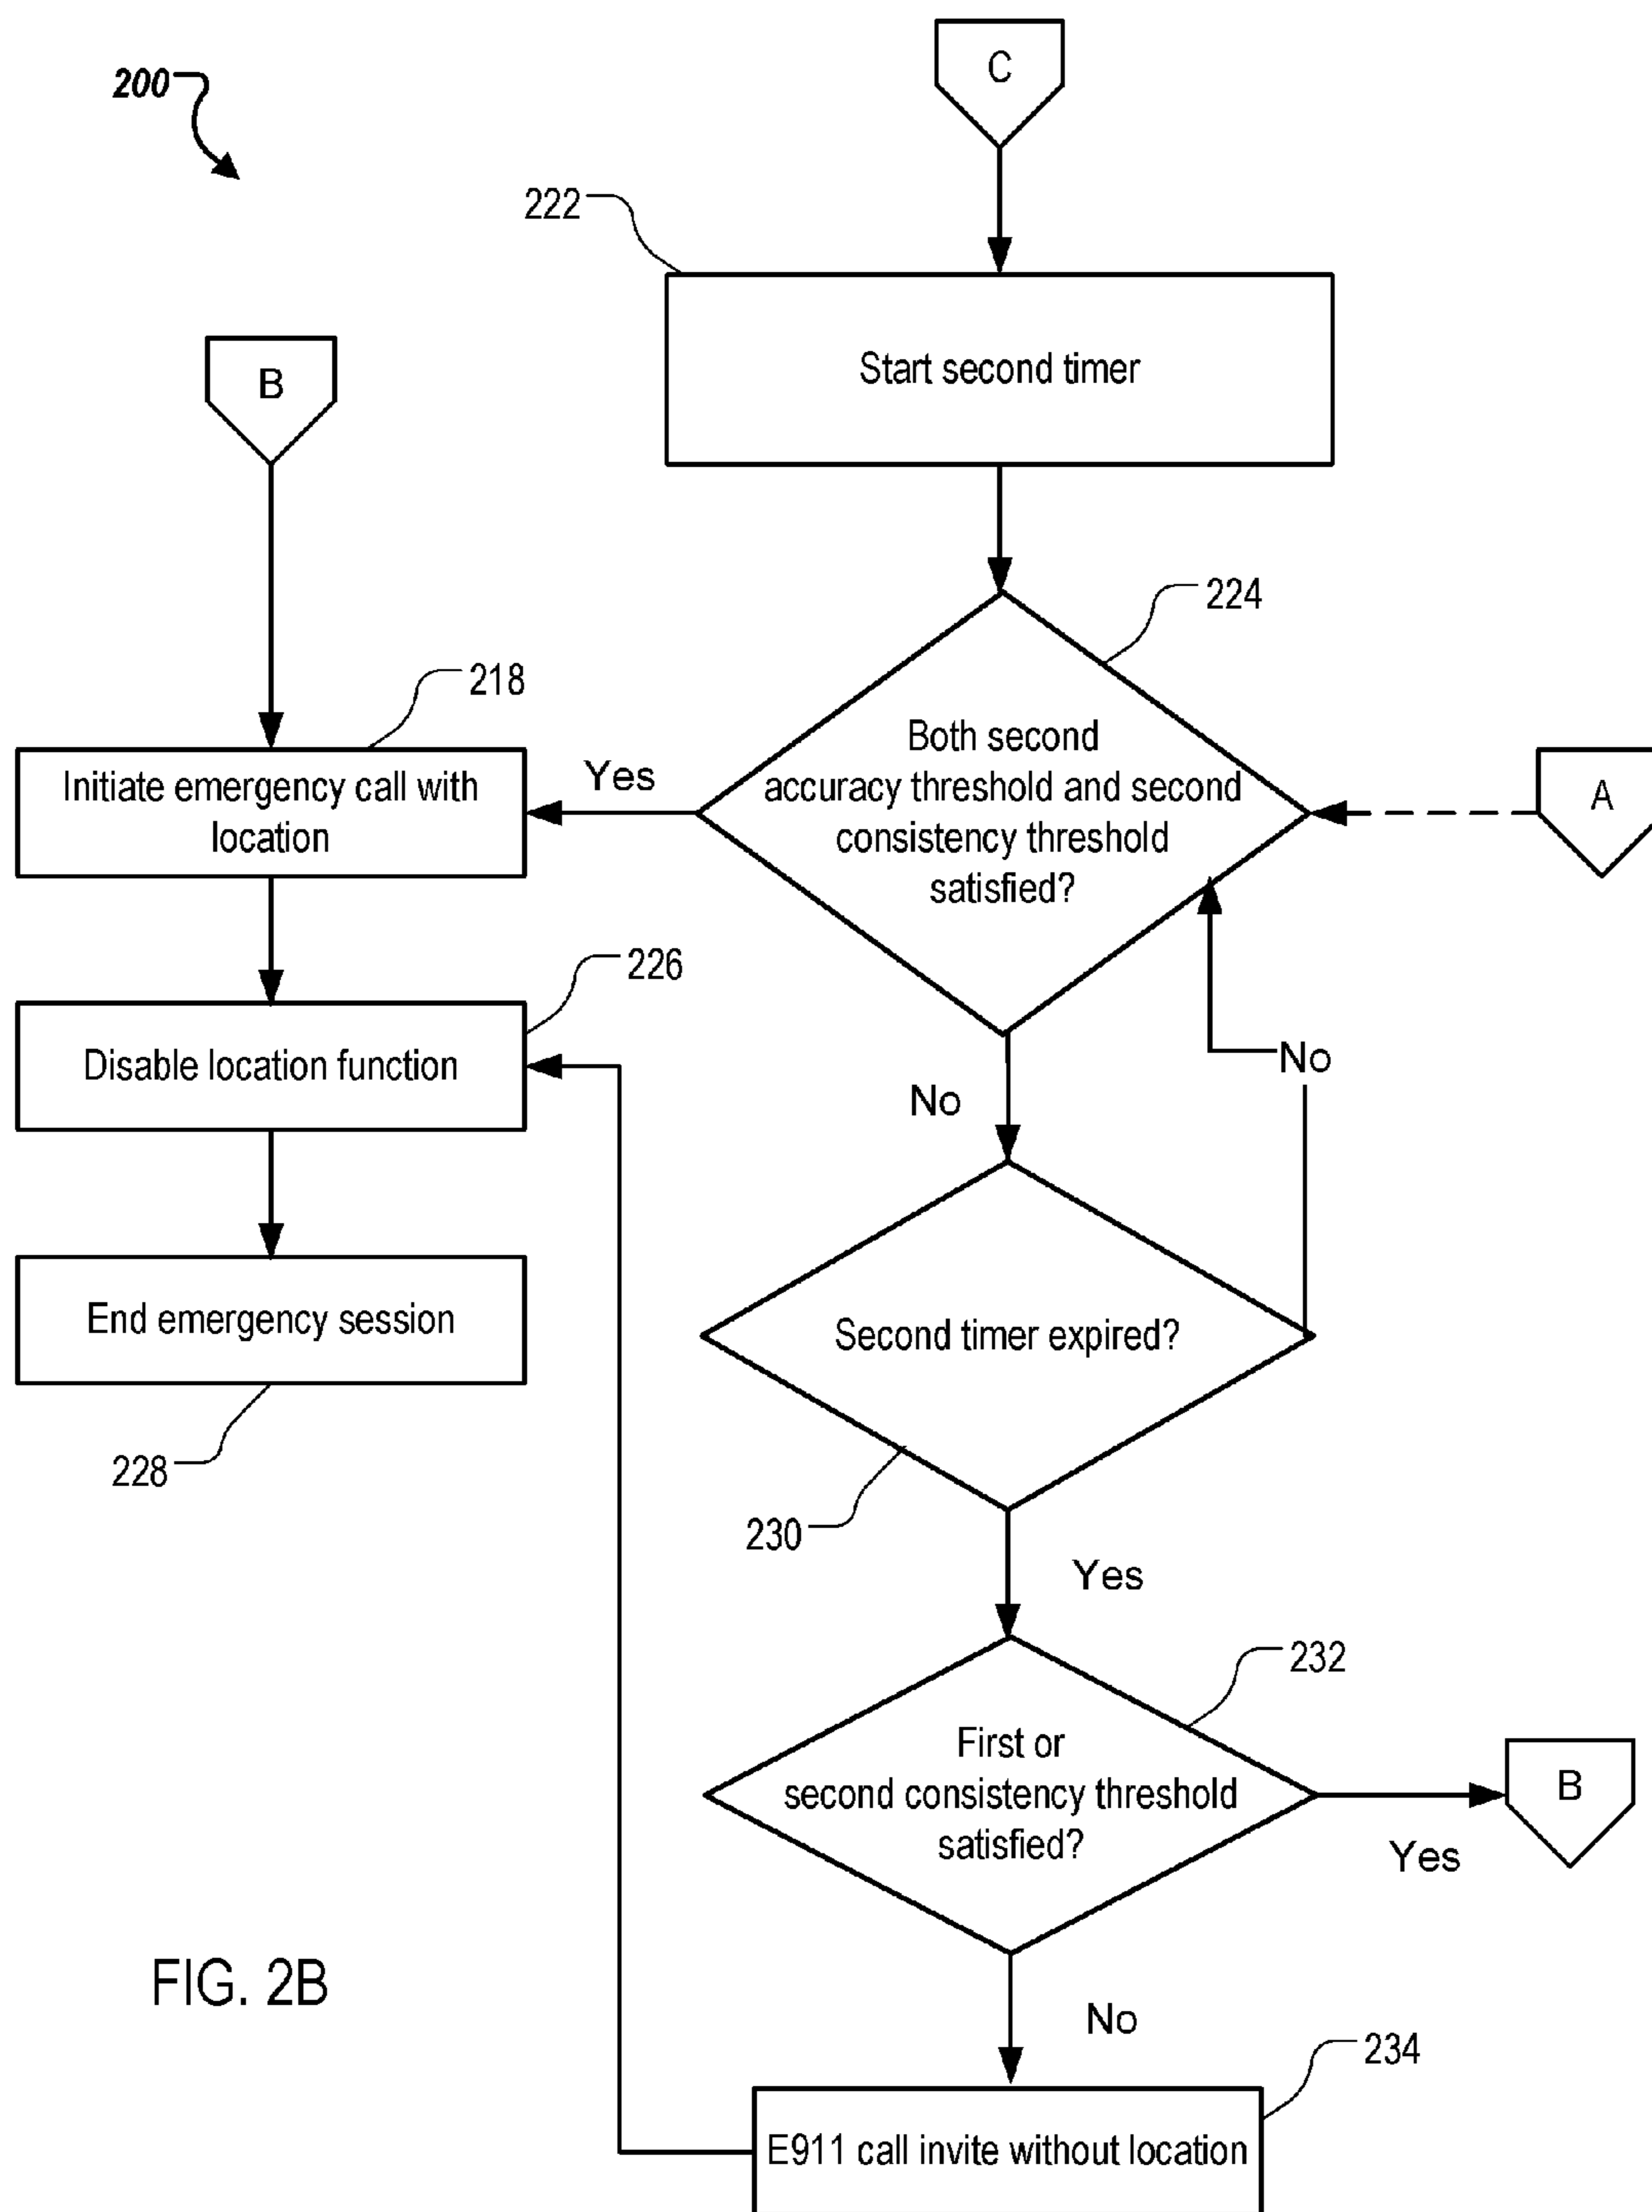 200
C
222
Start second timer
B
224
218
Both second
accuracy threshold and second
consistency threshold
satisfied?
Initiate emergency call with
location
Yes
A
226
Disable location function
No
No
End emergency session
228
Second timer expired?
230
Yes
232
First or
second consistency threshold
satisfied?
B
Yes
FIG. 2B
No
234
E911 call invite without location